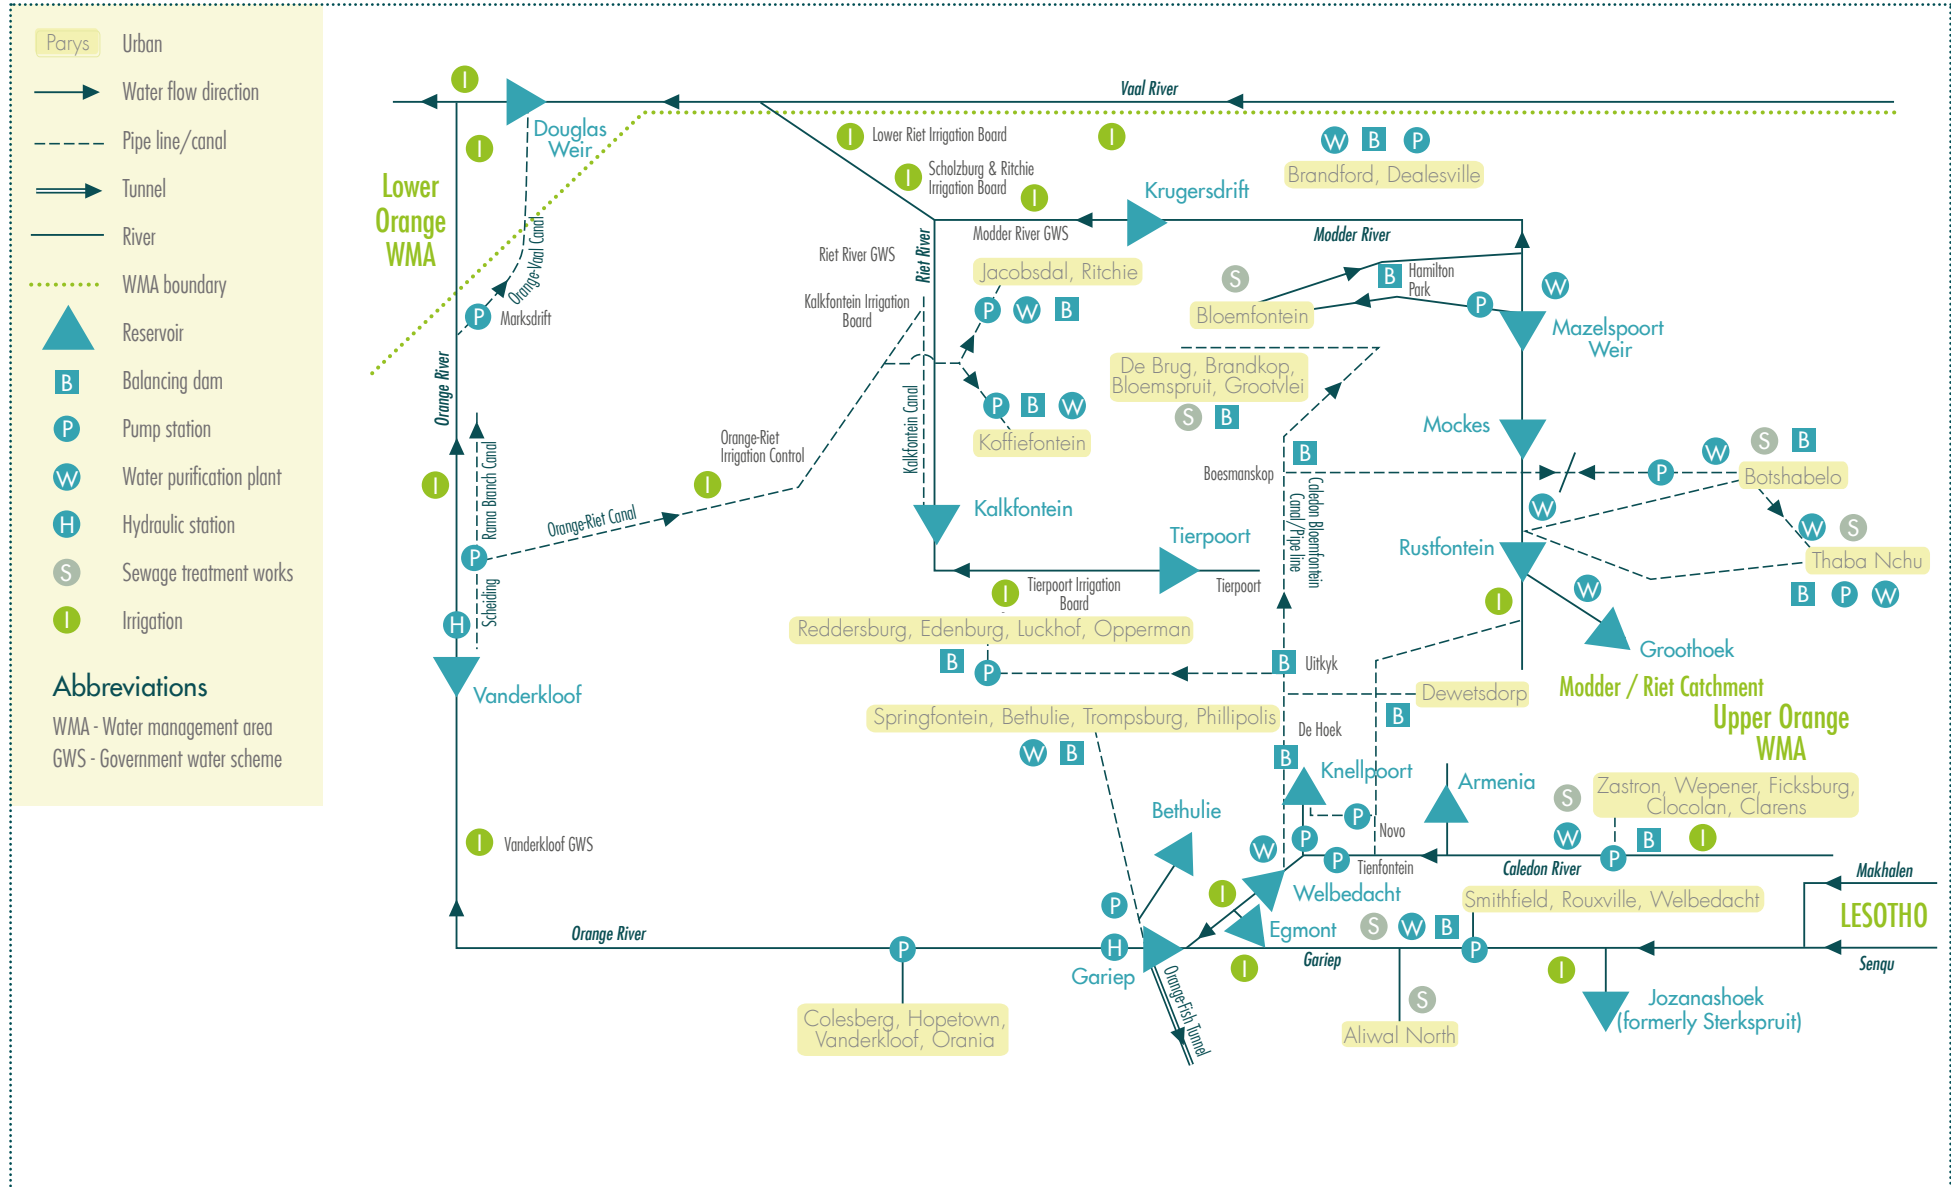 Parys
Urban
Water flow direction
Pipe line/canal
Tunnel
River
WMA boundary
Reservoir
B
Balancing dam
P
Pump station
W
Water purification plant
H
Hydraulic station
S
Sewage treatment works
I
Irrigation
Abbreviations
WMA - Water management area
GWS - Government water scheme
I
Vaal River
Douglas
Weir
I
Lower
Orange
WMA
I
Lower Riet Irrigation Board
I
W
B
P
Brandford, Dealesville
I
Scholzburg & Ritchie
Irrigation Board
I
Krugersdrift
Modder River GWS
Modder River
Orange-Vaal Canal
P
Marksdrift
Riet River GWS
Riet River
Jacobsdal, Ritchie
P
W
B
Kalkfontein Irrigation
Board
S
B
Hamilton
Park
Bloemfontein
P
W
Mazelspoort
Weir
De Brug, Brandkop,
Bloemspruit, Grootvlei
S
B
Orange River
Kalkfontein Canal
P
B
W
Koffiefontein
Orange-Riet
Irrigation Control
I
I
Rama Branch Canal
Orange-Riet Canal
P
Scheiding
H
Vanderkloof
Kalkfontein
Tierpoort
Tierpoort
Tierpoort Irrigation
Board
I
Mockes
B
Boesmanskop
Caledon Bloemfontein
Canal/Pipe line
P
W
S
B
Botshabelo
W
Rustfontein
W
S
Thaba Nchu
B
P
W
I
W
Groothoek
Reddersburg, Edenburg, Luckhof, Opperman
B
P
B
Uitkyk
Dewetsdorp
B
Modder / Riet Catchment
Upper Orange
WMA
Springfontein, Bethulie, Trompsburg, Phillipolis
W
B
De Hoek
B
Knellpoort
Armenia
S
Zastron, Wepener, Ficksburg,
Clocolan, Clarens
W
P
B
I
Bethulie
P
Novo
P
W
P
Tienfontein
Caledon River
Makhalen
I
Vanderkloof GWS
Welbedacht
I
Smithfield, Rouxville, Welbedacht
LESOTHO
P
Egmont
S
W
B
Orange River
P
H
Gariep
I
Gariep
P
I
Senqu
Orange-Fish Tunnel
Colesberg, Hopetown,
Vanderkloof, Orania
S
Aliwal North
Jozanashoek
(formerly Sterkspruit)